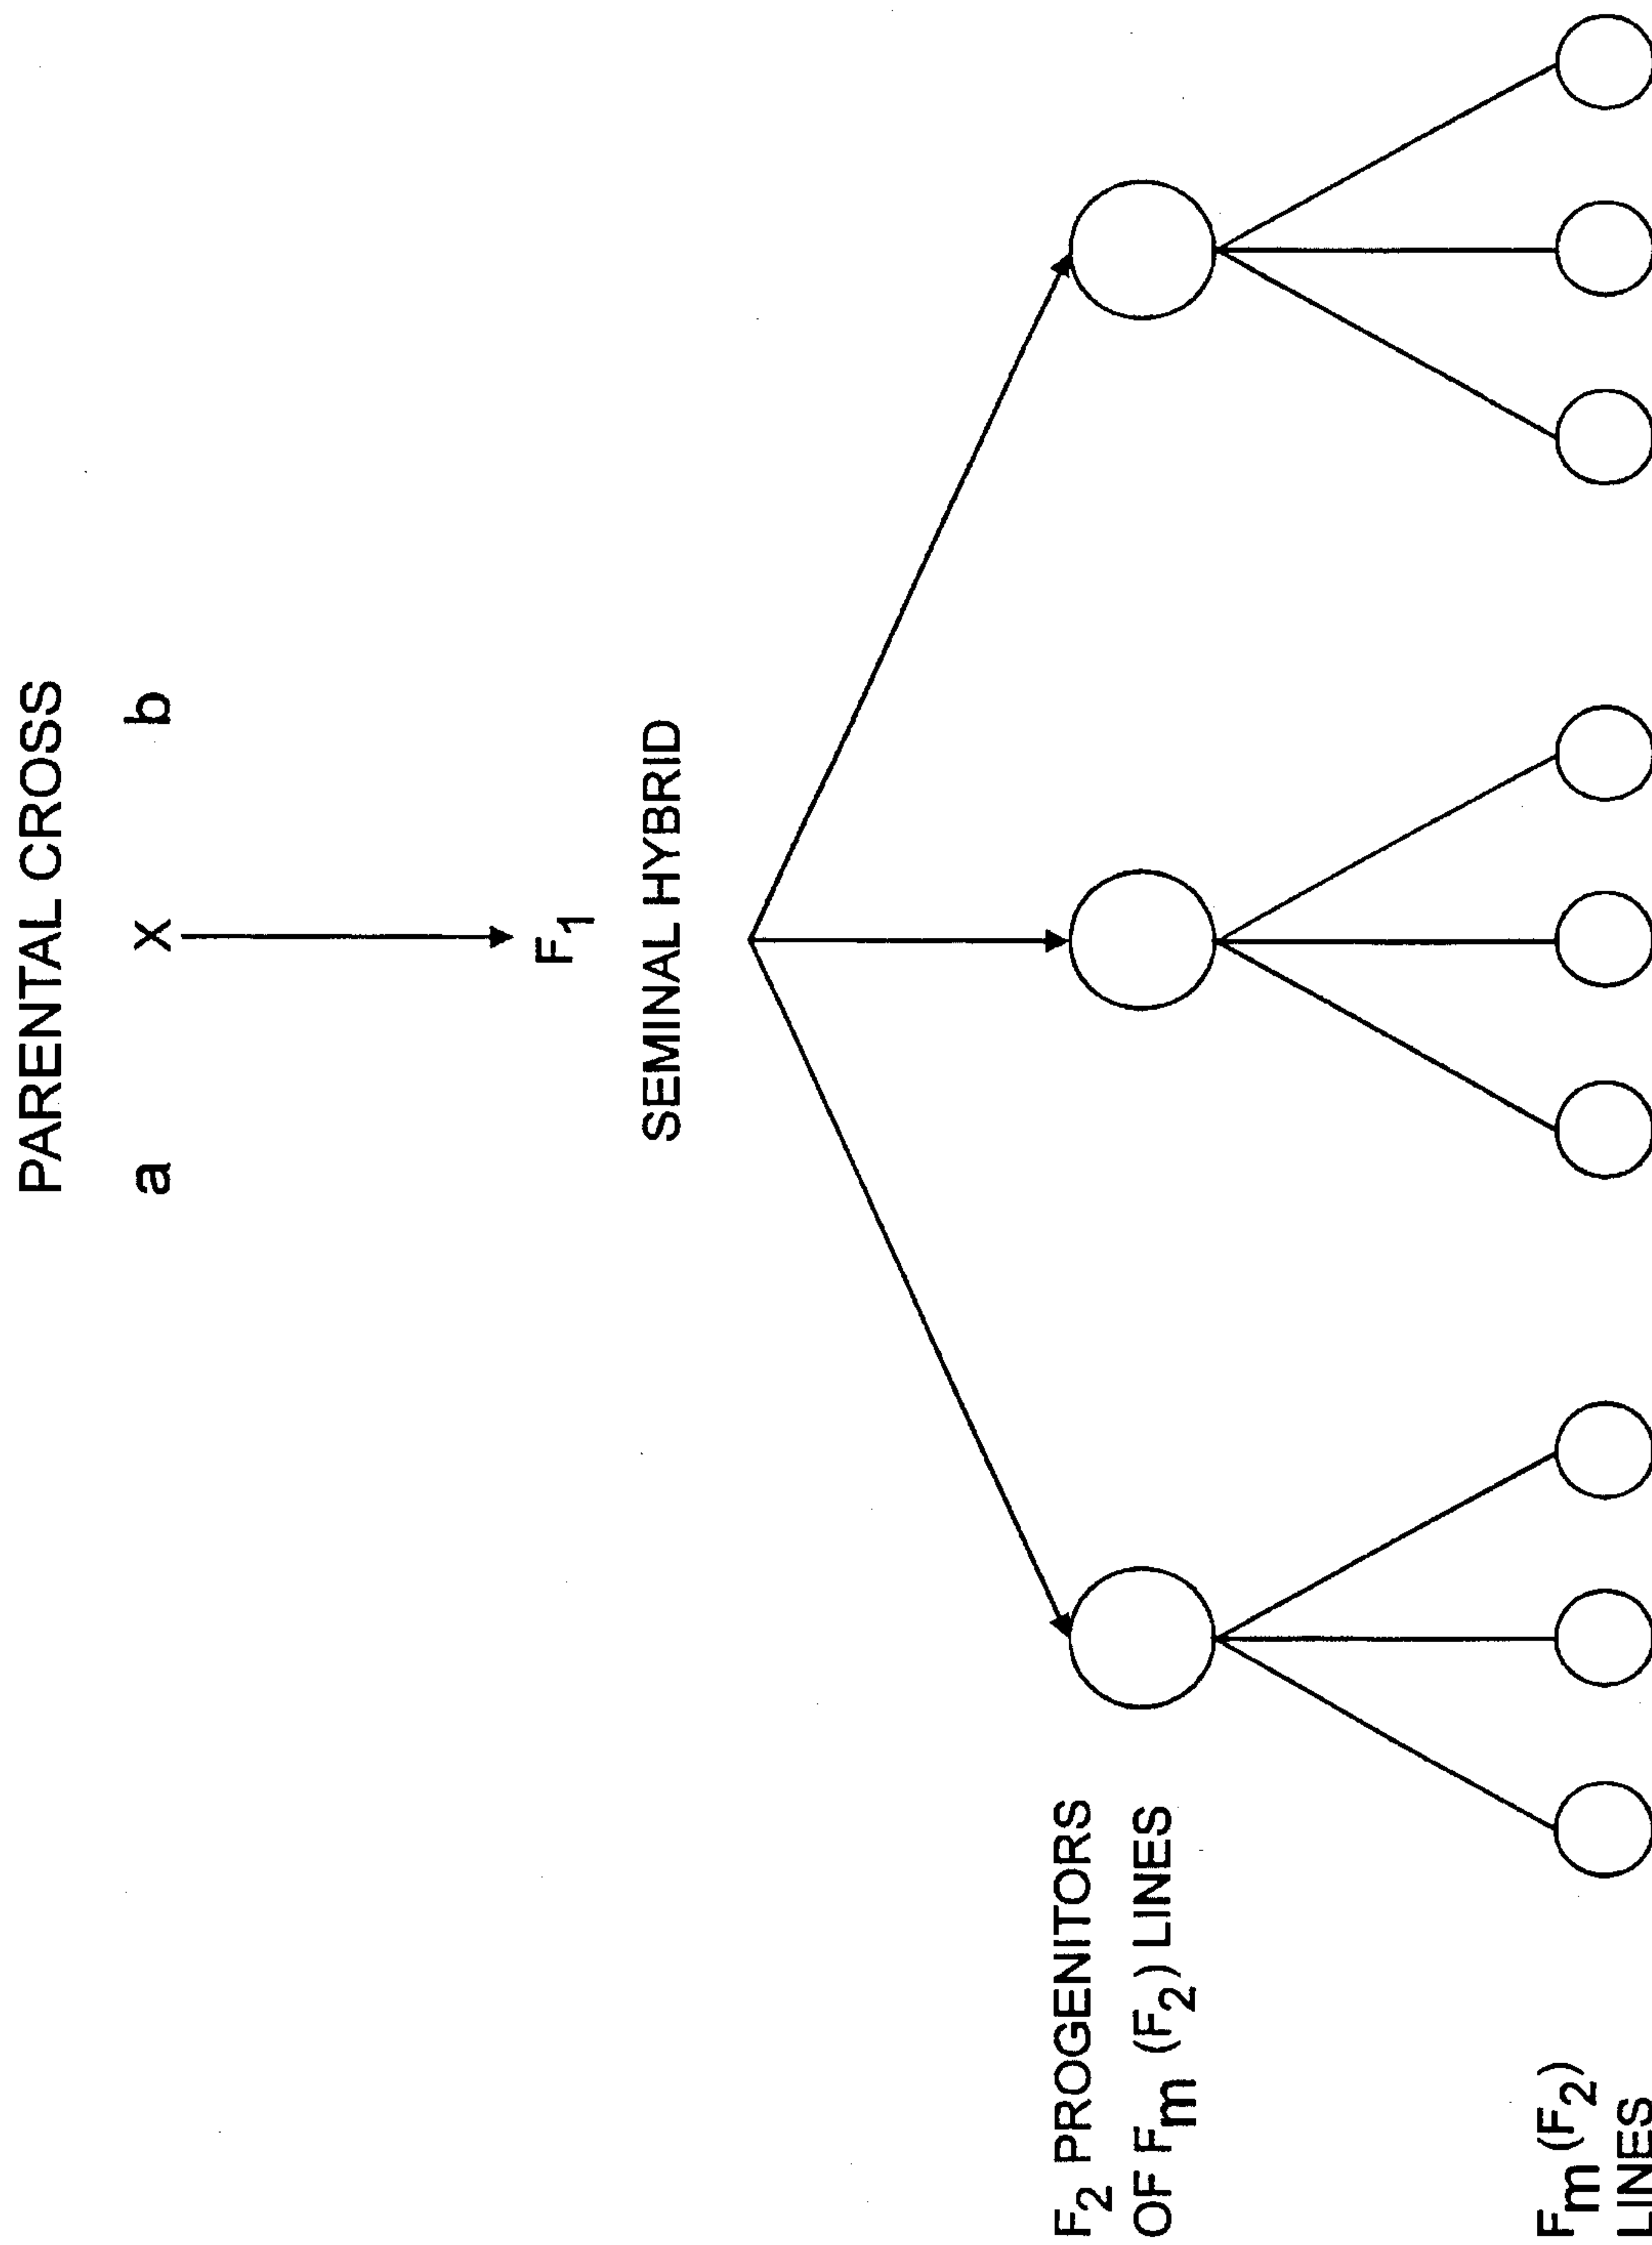 PARENTAL CROSS
a x b
F₁
SEMINAL HYBRID
F₂ PROGENITORS
OF Fm (F₂) LINES
Fm (F₂)
LINES